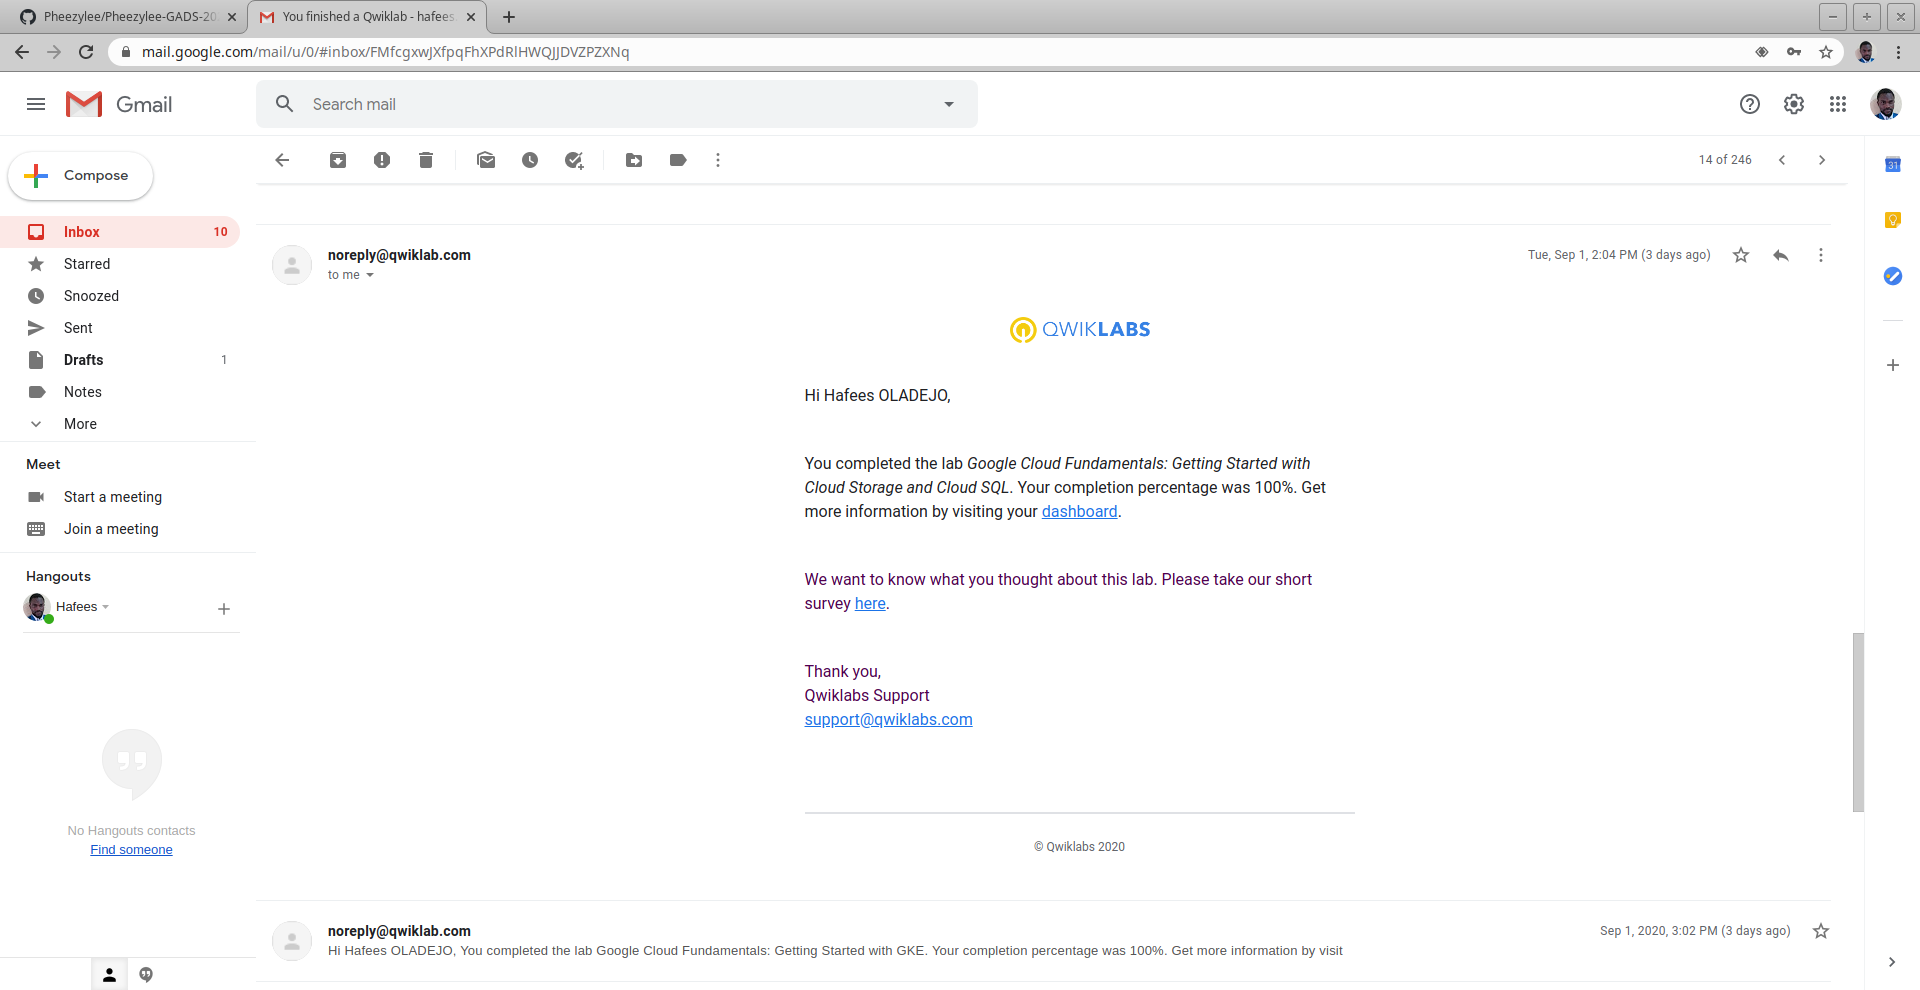 Pheezylee/Pheezylee-GADS-20
You finished a Qwiklab - hafees.
mail.google.com/mail/u/0/#inbox/FMfcgxwJXfpqFhXPdRlHWQJJDVZPZXNq
Gmail
Search mail
Compose
14 of 246
31
Inbox 10
Starred
Snoozed
Sent
Drafts 1
Notes
More
Meet
Start a meeting
Join a meeting
Hangouts
Hafees
No Hangouts contacts
Find someone
noreply@qwiklab.com
Tue, Sep 1, 2:04 PM (3 days ago)
to me
QWIKLABS
Hi Hafees OLADEJO,
You completed the lab Google Cloud Fundamentals: Getting Started with
Cloud Storage and Cloud SQL. Your completion percentage was 100%. Get
more information by visiting your dashboard.
We want to know what you thought about this lab. Please take our short
survey here.
Thank you,
Qwiklabs Support
support@qwiklabs.com
© Qwiklabs 2020
noreply@qwiklab.com
Sep 1, 2020, 3:02 PM (3 days ago)
Hi Hafees OLADEJO, You completed the lab Google Cloud Fundamentals: Getting Started with GKE. Your completion percentage was 100%. Get more information by visit